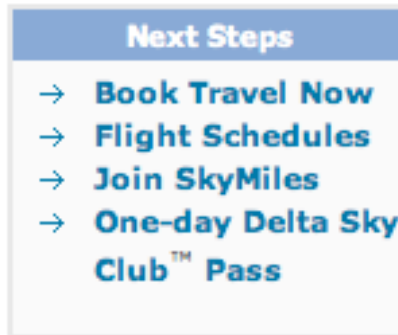 Next Steps
→ Book Travel Now
→ Flight Schedules
→ Join SkyMiles
→ One-day Delta Sky
Club™ Pass